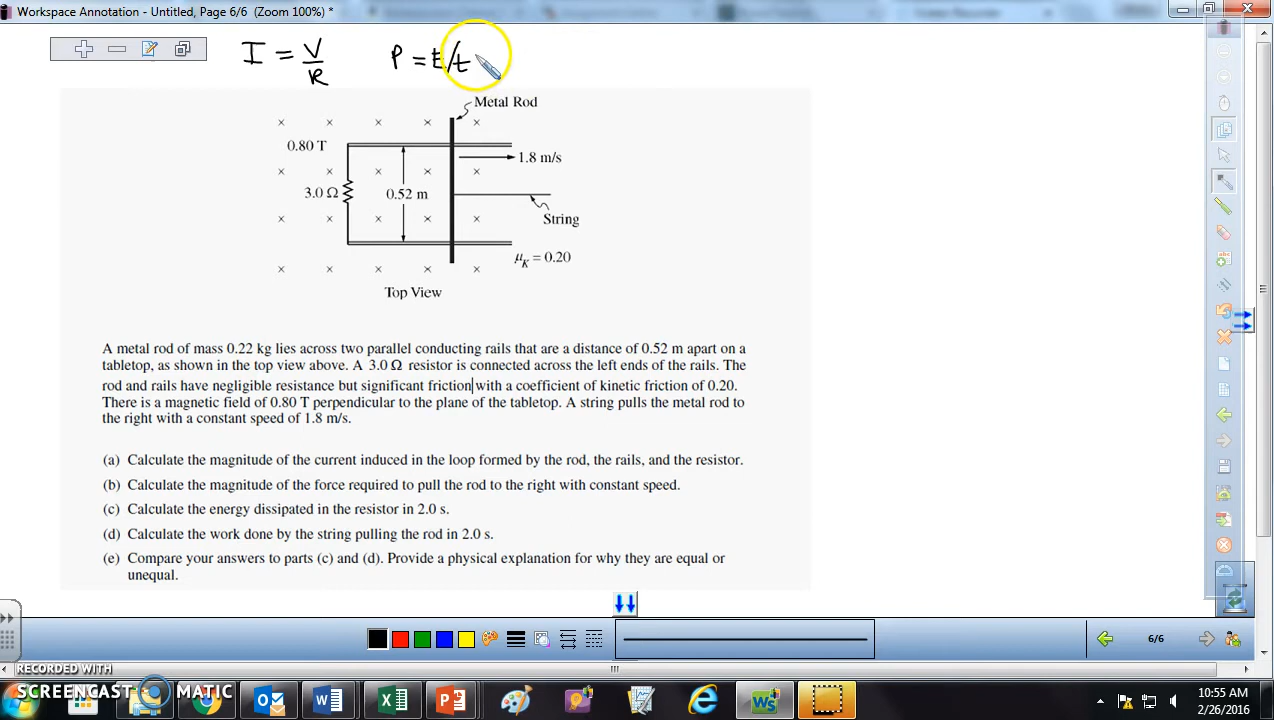 Workspace Annotation - Untitled, Page 6/6 (Zoom 100%) *
I = V/R
P = E/t
Metal Rod
0.80 T
1.8 m/s
3.0 Ω
0.52 m
String
μK = 0.20
Top View
A metal rod of mass 0.22 kg lies across two parallel conducting rails that are a distance of 0.52 m apart on a
tabletop, as shown in the top view above. A 3.0 Ω resistor is connected across the left ends of the rails. The
rod and rails have negligible resistance but significant friction with a coefficient of kinetic friction of 0.20.
There is a magnetic field of 0.80 T perpendicular to the plane of the tabletop. A string pulls the metal rod to
the right with a constant speed of 1.8 m/s.
(a) Calculate the magnitude of the current induced in the loop formed by the rod, the rails, and the resistor.
(b) Calculate the magnitude of the force required to pull the rod to the right with constant speed.
(c) Calculate the energy dissipated in the resistor in 2.0 s.
(d) Calculate the work done by the string pulling the rod in 2.0 s.
(e) Compare your answers to parts (c) and (d). Provide a physical explanation for why they are equal or
unequal.
6/6
RECORDED WITH
SCREENCAST MATIC
10:55 AM
2/26/2016